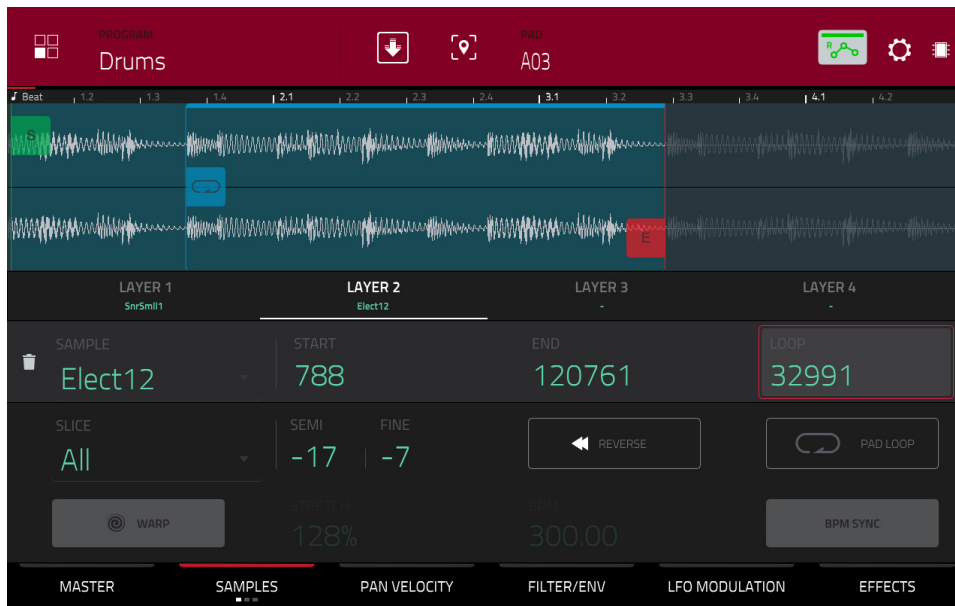 PROGRAM
Drums
PAD
A03
R
Beat 1.2 1.3 1.4 2.1 2.2 2.3 2.4 3.1 3.2 3.3 3.4 4.1 4.2
S
E
LAYER 1 LAYER 2 LAYER 3 LAYER 4
SnrSmll1 Elect12 - -
SAMPLE START END LOOP
Elect12 788 120761 32991
SLICE SEMI FINE
All -17 -7 REVERSE PAD LOOP
STRETCH BPM
WARP 128% 300.00 BPM SYNC
MASTER SAMPLES PAN VELOCITY FILTER/ENV LFO MODULATION EFFECTS